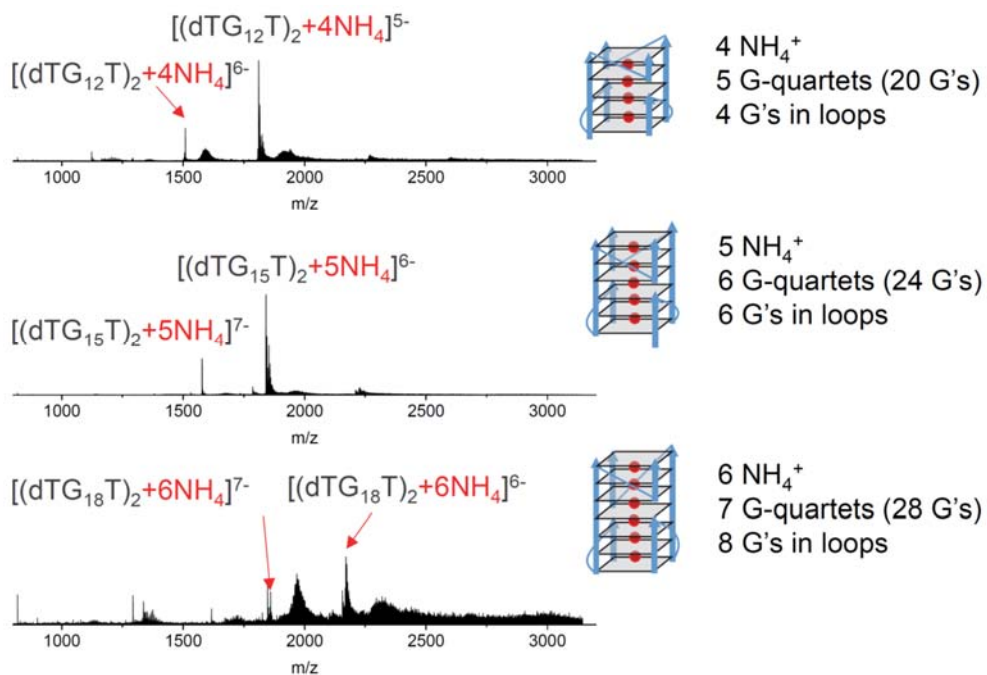 [(dTG₁₂T)₂+4NH₄]⁵⁻
[(dTG₁₂T)₂+4NH₄]⁶⁻
1000 1500 2000 2500 3000
m/z
4 NH₄⁺
5 G-quartets (20 G's)
4 G's in loops
[(dTG₁₅T)₂+5NH₄]⁶⁻
[(dTG₁₅T)₂+5NH₄]⁷⁻
1000 1500 2000 2500 3000
m/z
5 NH₄⁺
6 G-quartets (24 G's)
6 G's in loops
[(dTG₁₈T)₂+6NH₄]⁷⁻
[(dTG₁₈T)₂+6NH₄]⁶⁻
1000 1500 2000 2500 3000
m/z
6 NH₄⁺
7 G-quartets (28 G's)
8 G's in loops